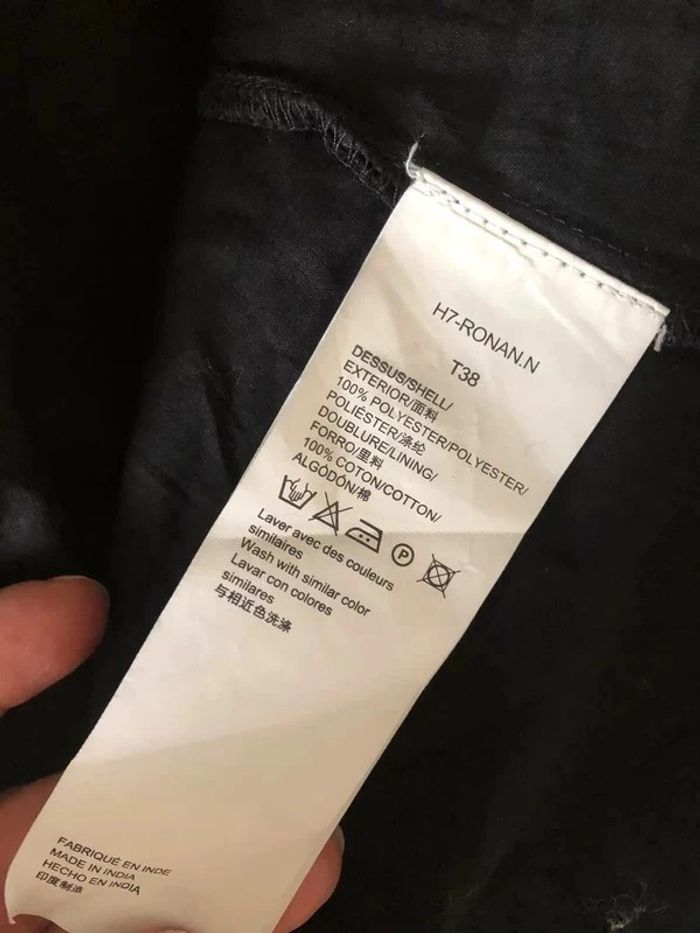 H7-RONAN.N
T38
DESSUS/SHELL/
EXTERIOR/面料
100% POLYESTER/POLYESTER/
POLIÉSTER/涤纶
DOUBLURE/LINING/
FORRO/里料
100% COTON/COTTON/
ALGODÓN/棉
P
Laver avec des couleurs
similaires
Wash with similar color
Lavar con colores
similares
与相近色洗涤
FABRIQUÉ EN INDE
MADE IN INDIA
HECHO EN INDIA
印度制造